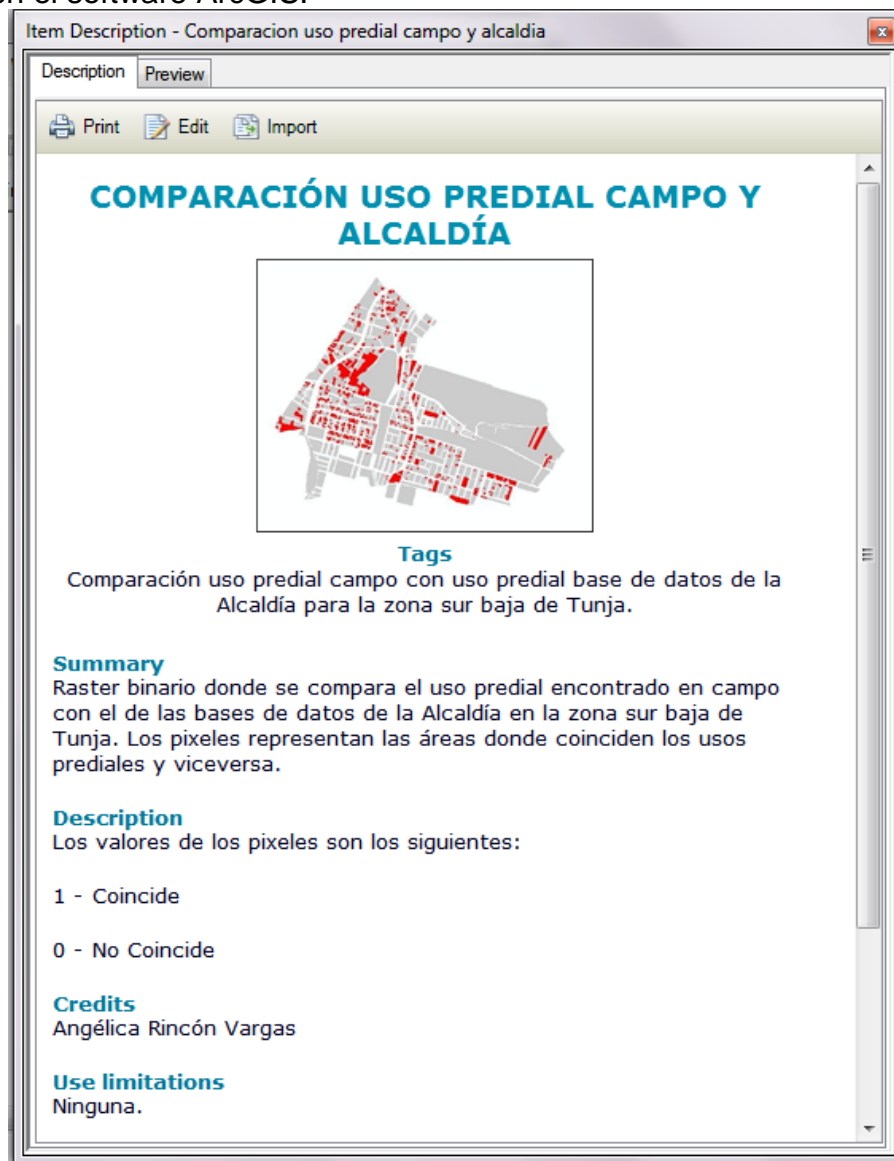 en el software ArcGIS.
Item Description - Comparacion uso predial campo y alcaldia
Description Preview
Print Edit Import
COMPARACIÓN USO PREDIAL CAMPO Y
ALCALDÍA
Tags
Comparación uso predial campo con uso predial base de datos de la
Alcaldía para la zona sur baja de Tunja.
Summary
Raster binario donde se compara el uso predial encontrado en campo
con el de las bases de datos de la Alcaldía en la zona sur baja de
Tunja. Los pixeles representan las áreas donde coinciden los usos
prediales y viceversa.
Description
Los valores de los pixeles son los siguientes:
1 - Coincide
0 - No Coincide
Credits
Angélica Rincón Vargas
Use limitations
Ninguna.